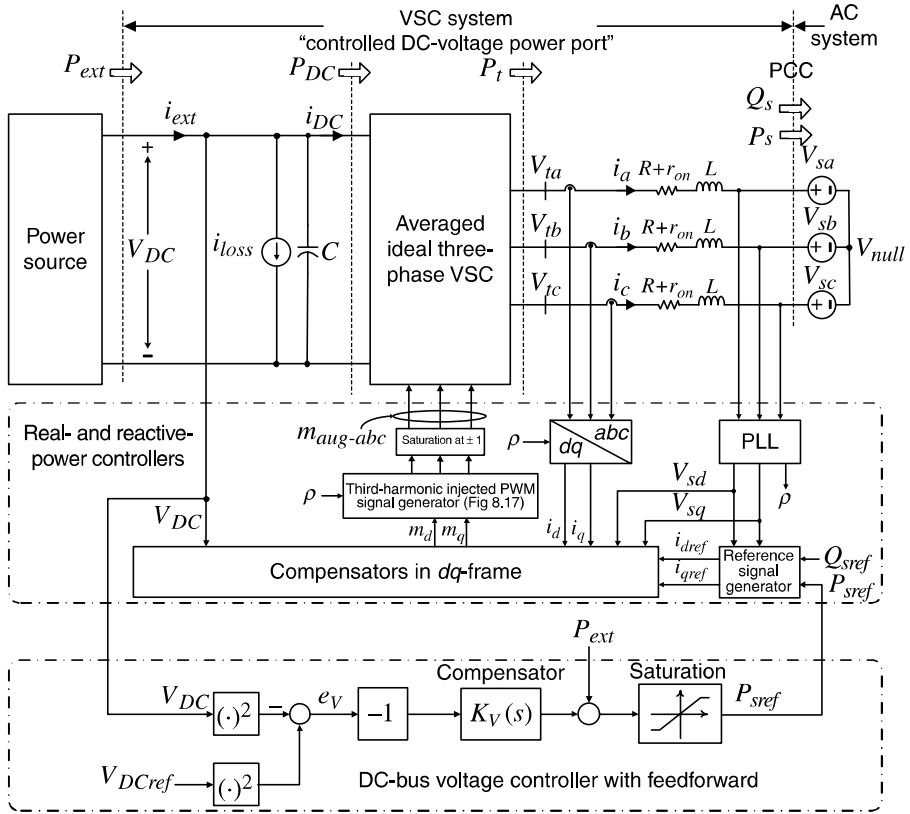 VSC system
"controlled DC-voltage power port"
AC
system
P_ext
P_DC
P_t
PCC
Q_s
P_s
i_ext
i_DC
+
V_DC
−
Power
source
i_loss
C
Averaged
ideal three-
phase VSC
V_ta
i_a
R+r_on
L
V_sa
+ −
V_tb
i_b
R+r_on
L
V_sb
+ −
V_null
V_tc
i_c
R+r_on
L
V_sc
+ −
Real- and reactive-
power controllers
m_aug-abc
Saturation at ± 1
ρ
Third-harmonic injected PWM
signal generator (Fig 8.17)
m_d
m_q
ρ
abc
dq
i_d
i_q
PLL
ρ
V_sd
V_sq
V_DC
Compensators in dq-frame
i_dref
i_qref
Reference
signal
generator
Q_sref
P_sref
V_DC
(·)²
−
e_V
−1
Compensator
K_V(s)
P_ext
Saturation
P_sref
V_DCref
(·)²
DC-bus voltage controller with feedforward